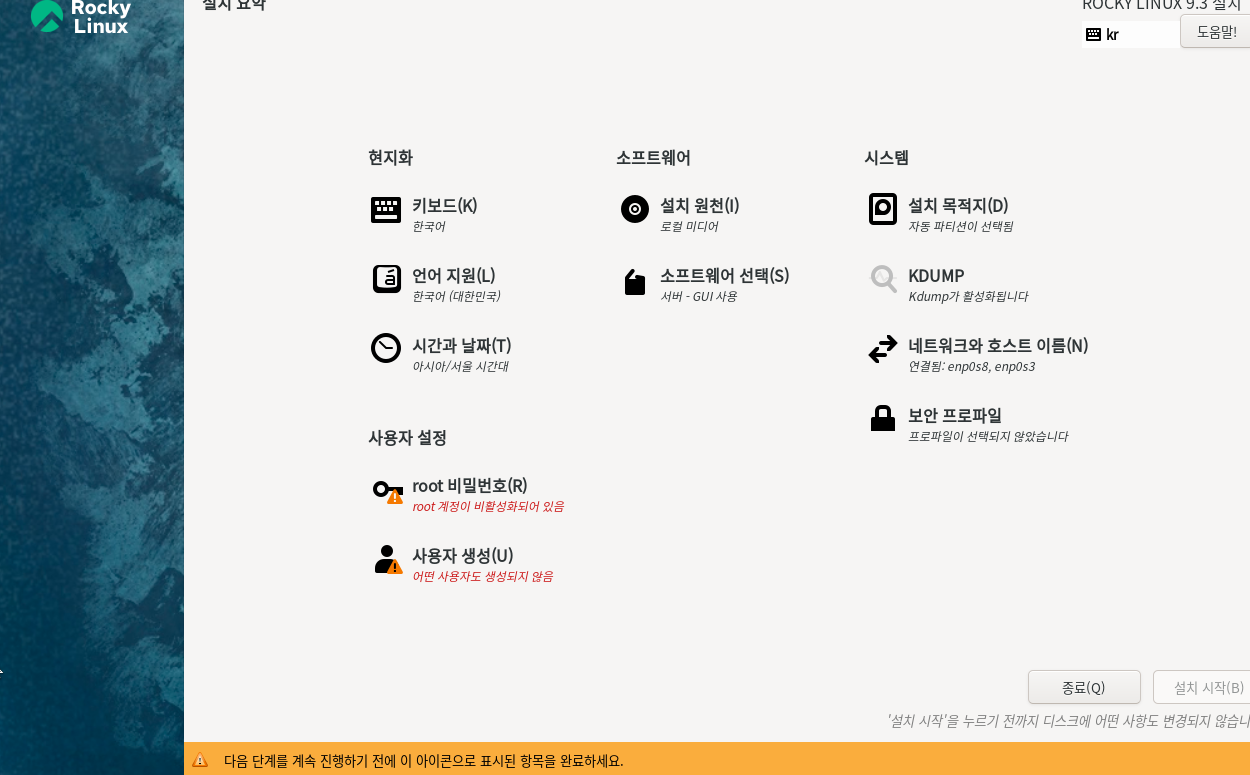 Rocky
Linux
설치 요약
ROCKY LINUX 9.3 설치
kr
도움말!
현지화
키보드(K)
한국어
언어 지원(L)
한국어 (대한민국)
시간과 날짜(T)
아시아/서울 시간대
소프트웨어
설치 원천(I)
로컬 미디어
소프트웨어 선택(S)
서버 - GUI 사용
시스템
설치 목적지(D)
자동 파티션이 선택됨
KDUMP
Kdump가 활성화됩니다
네트워크와 호스트 이름(N)
연결됨: enp0s8, enp0s3
보안 프로파일
프로파일이 선택되지 않았습니다
사용자 설정
root 비밀번호(R)
root 계정이 비활성화되어 있음
사용자 생성(U)
어떤 사용자도 생성되지 않음
종료(Q)
설치 시작(B)
'설치 시작'을 누르기 전까지 디스크에 어떤 사항도 변경되지 않습니
다음 단계를 계속 진행하기 전에 이 아이콘으로 표시된 항목을 완료하세요.